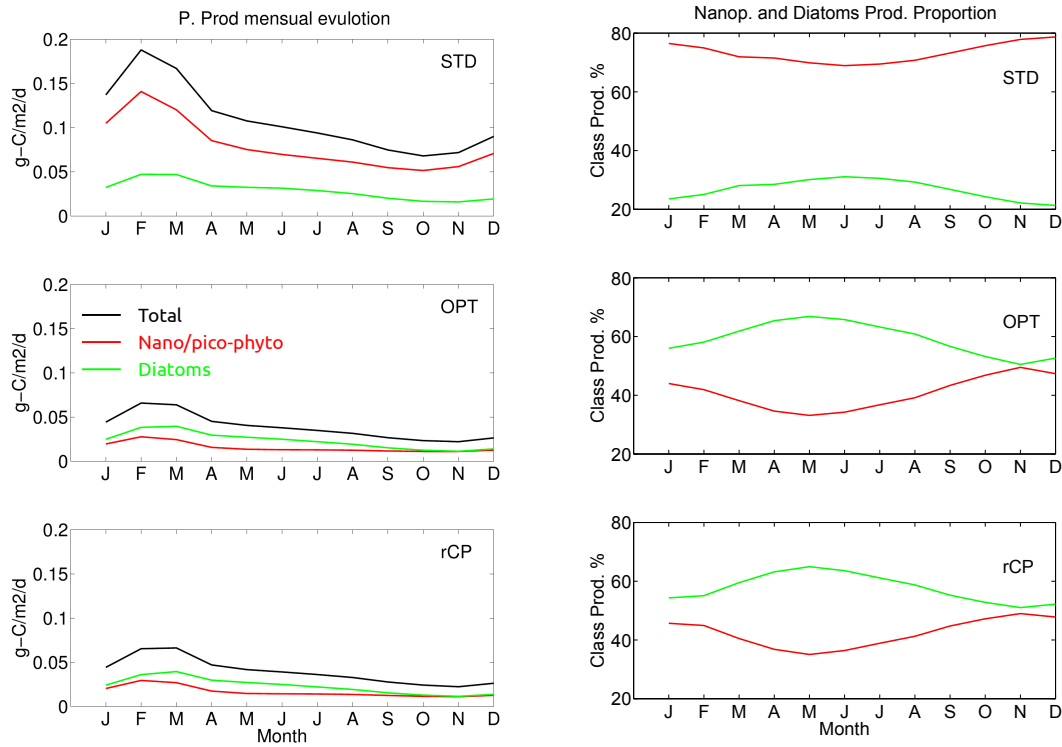 P. Prod mensual evulotion
0.2
0.15
0.1
0.05
0
g-C/m2/d
STD
J F M A M J J A S O N D
0.2
0.15
0.1
0.05
0
g-C/m2/d
OPT
Total
Nano/pico-phyto
Diatoms
J F M A M J J A S O N D
0.2
0.15
0.1
0.05
0
g-C/m2/d
rCP
J F M A M J J A S O N D
Month
Nanop. and Diatoms Prod. Proportion
80
60
40
20
Class Prod. %
STD
J F M A M J J A S O N D
80
60
40
20
Class Prod. %
OPT
J F M A M J J A S O N D
80
60
40
20
Class Prod. %
rCP
J F M A M J J A S O N D
Month